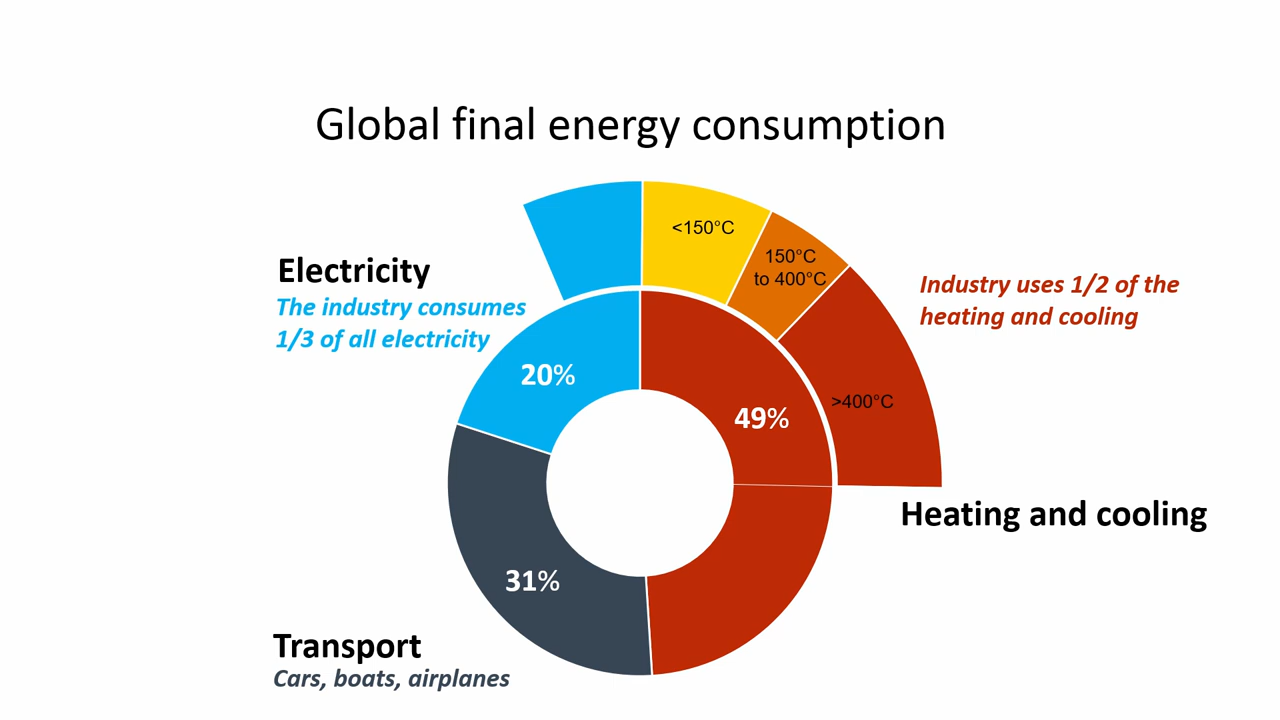 Global final energy consumption
<150°C
150°C
to 400°C
Electricity
The industry consumes
1/3 of all electricity
Industry uses 1/2 of the
heating and cooling
20%
49%
>400°C
Heating and cooling
31%
Transport
Cars, boats, airplanes